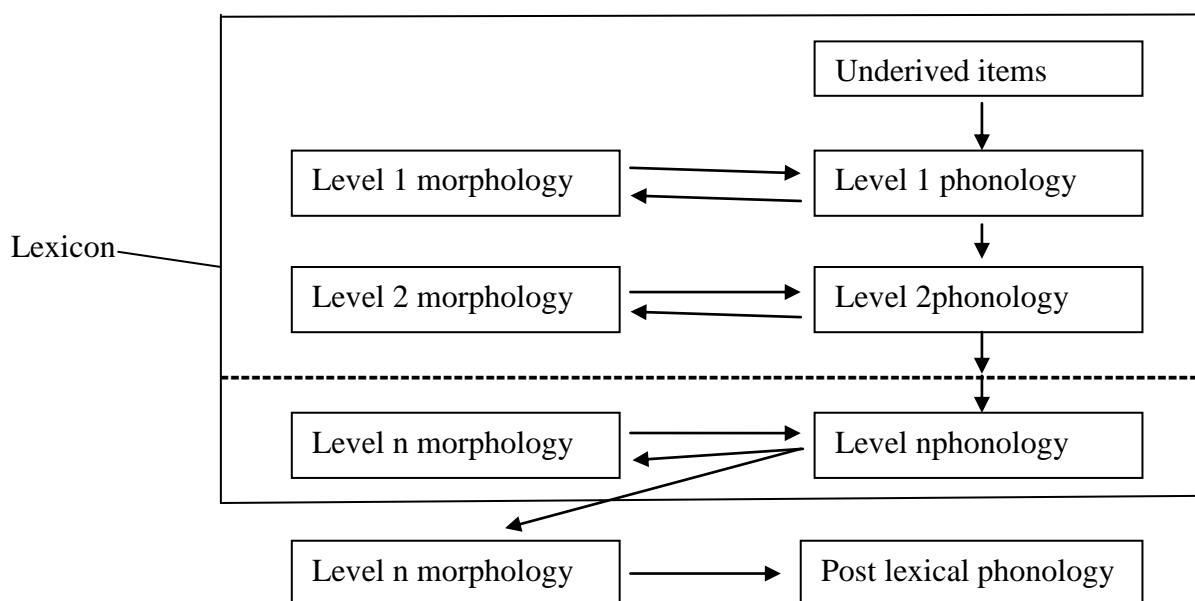 Underived items
Level 1 morphology
Level 1 phonology
Lexicon
Level 2 morphology
Level 2phonology
Level n morphology
Level nphonology
Level n morphology
Post lexical phonology